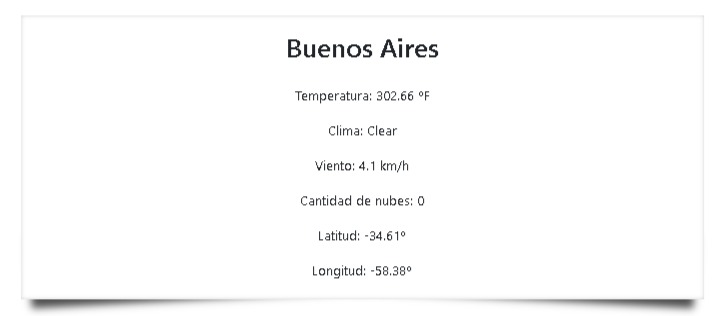 Buenos Aires
Temperatura: 302.66 ºF
Clima: Clear
Viento: 4.1 km/h
Cantidad de nubes: 0
Latitud: -34.61º
Longitud: -58.38º